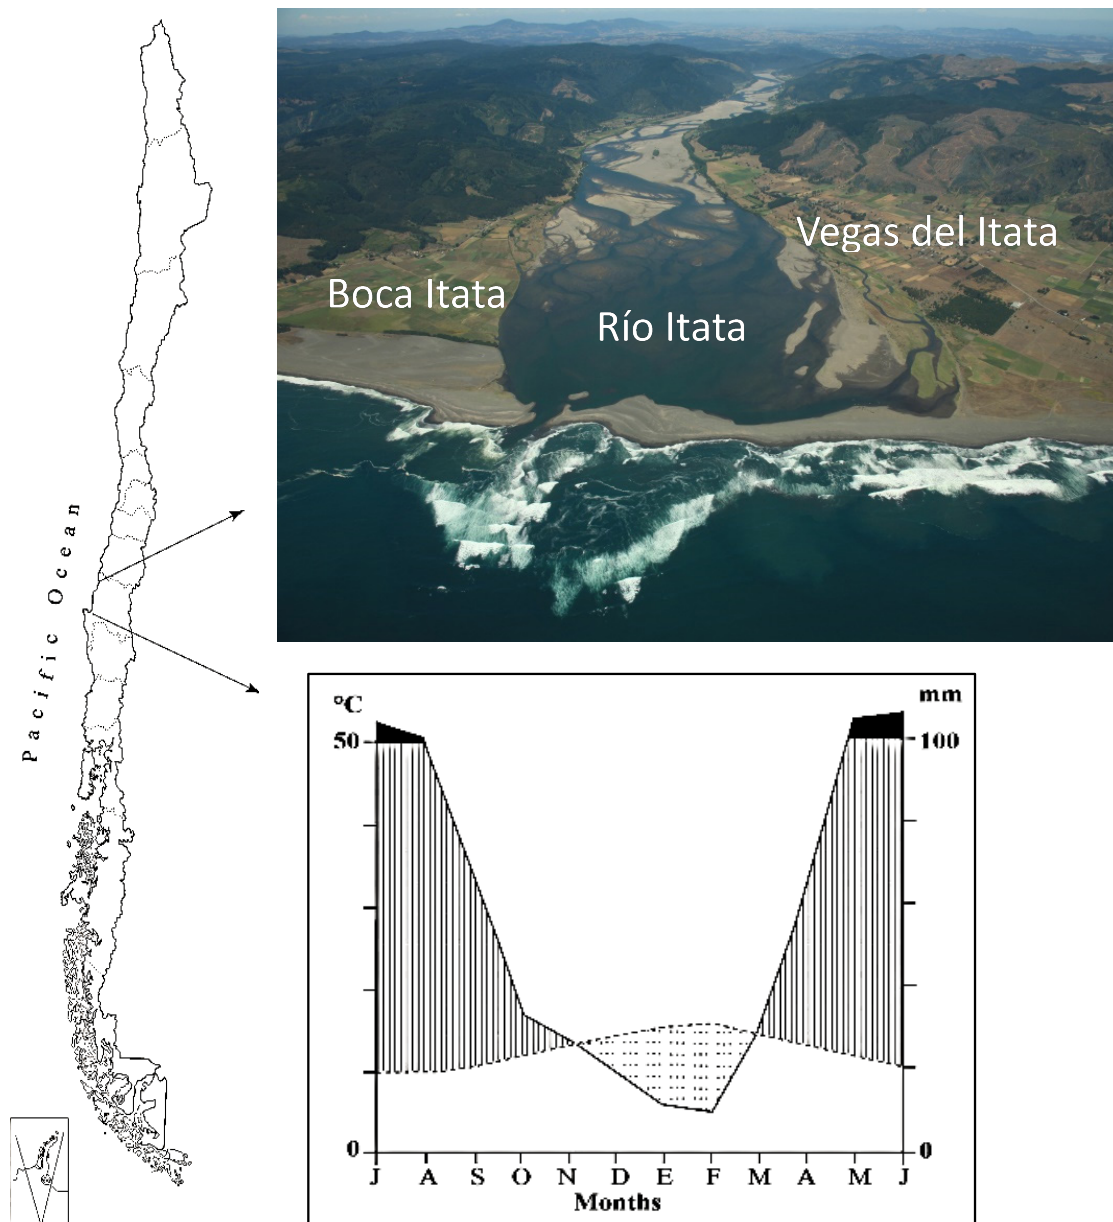 Pacific Ocean
Vegas del Itata
Boca Itata
Río Itata
°C
mm
50
100
0
0
J A S O N D E F M A M J
Months